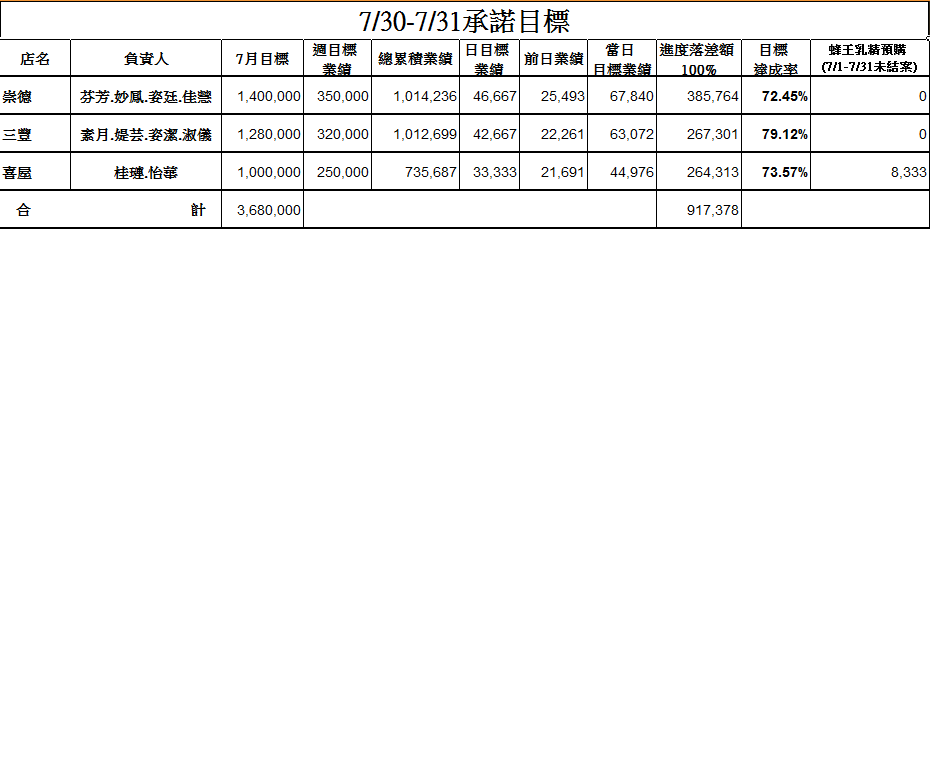 7/30-7/31承諾目標
店名 負責人 7月目標 週目標業績 總累積業績 日目標業績 前日業績 當日目標業績 進度落差額100% 目標達成率 蜂王乳精預購(7/1-7/31未結案)
崇德 芬芳.妙鳳.姿廷.佳慧 1,400,000 350,000 1,014,236 46,667 25,493 67,840 385,764 72.45% 0
三豐 素月.媞芸.姿潔.淑儀 1,280,000 320,000 1,012,699 42,667 22,261 63,072 267,301 79.12% 0
喜屋 桂瑭.怡華 1,000,000 250,000 735,687 33,333 21,691 44,976 264,313 73.57% 8,333
合 計 3,680,000 917,378